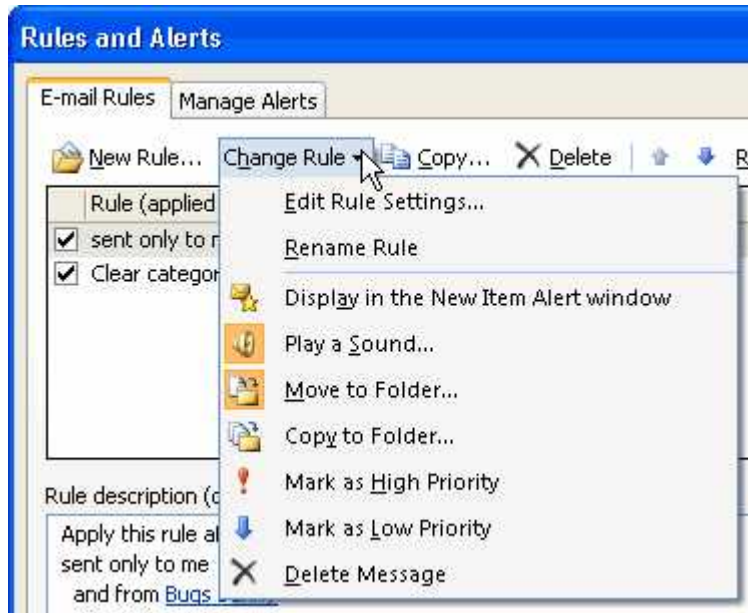 Rules and Alerts
E-mail Rules Manage Alerts
New Rule... Change Rule Copy... Delete R
Rule (applied
Edit Rule Settings...
sent only to
Rename Rule
Clear categor
Display in the New Item Alert window
Play a Sound...
Move to Folder...
Copy to Folder...
Mark as High Priority
Rule description (
Mark as Low Priority
Apply this rule
sent only to me
Delete Message
and from Bugs